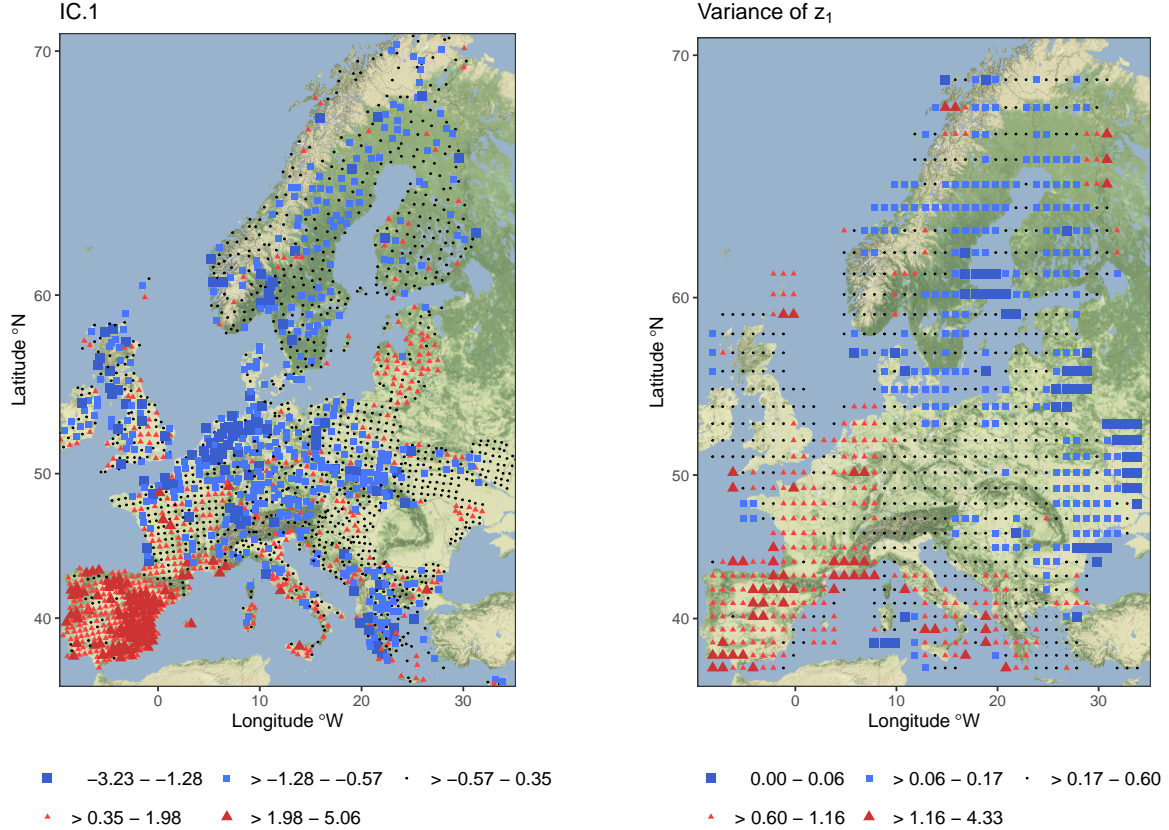 IC.1
Variance of z₁
70
60
50
40
Latitude °N
0 10 20 30
Longitude °W
70
60
50
40
Latitude °N
0 10 20 30
Longitude °W
−3.23 – −1.28 > −1.28 – −0.57 > −0.57 – 0.35
> 0.35 – 1.98 > 1.98 – 5.06
0.00 – 0.06 > 0.06 – 0.17 > 0.17 – 0.60
> 0.60 – 1.16 > 1.16 – 4.33